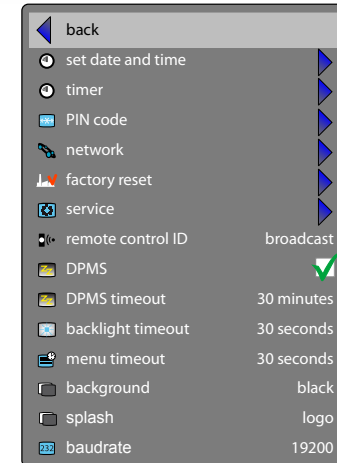 back
set date and time
timer
PIN code
network
factory reset
service
remote control ID broadcast
DPMS
DPMS timeout 30 minutes
backlight timeout 30 seconds
menu timeout 30 seconds
background black
splash logo
232 baudrate 19200